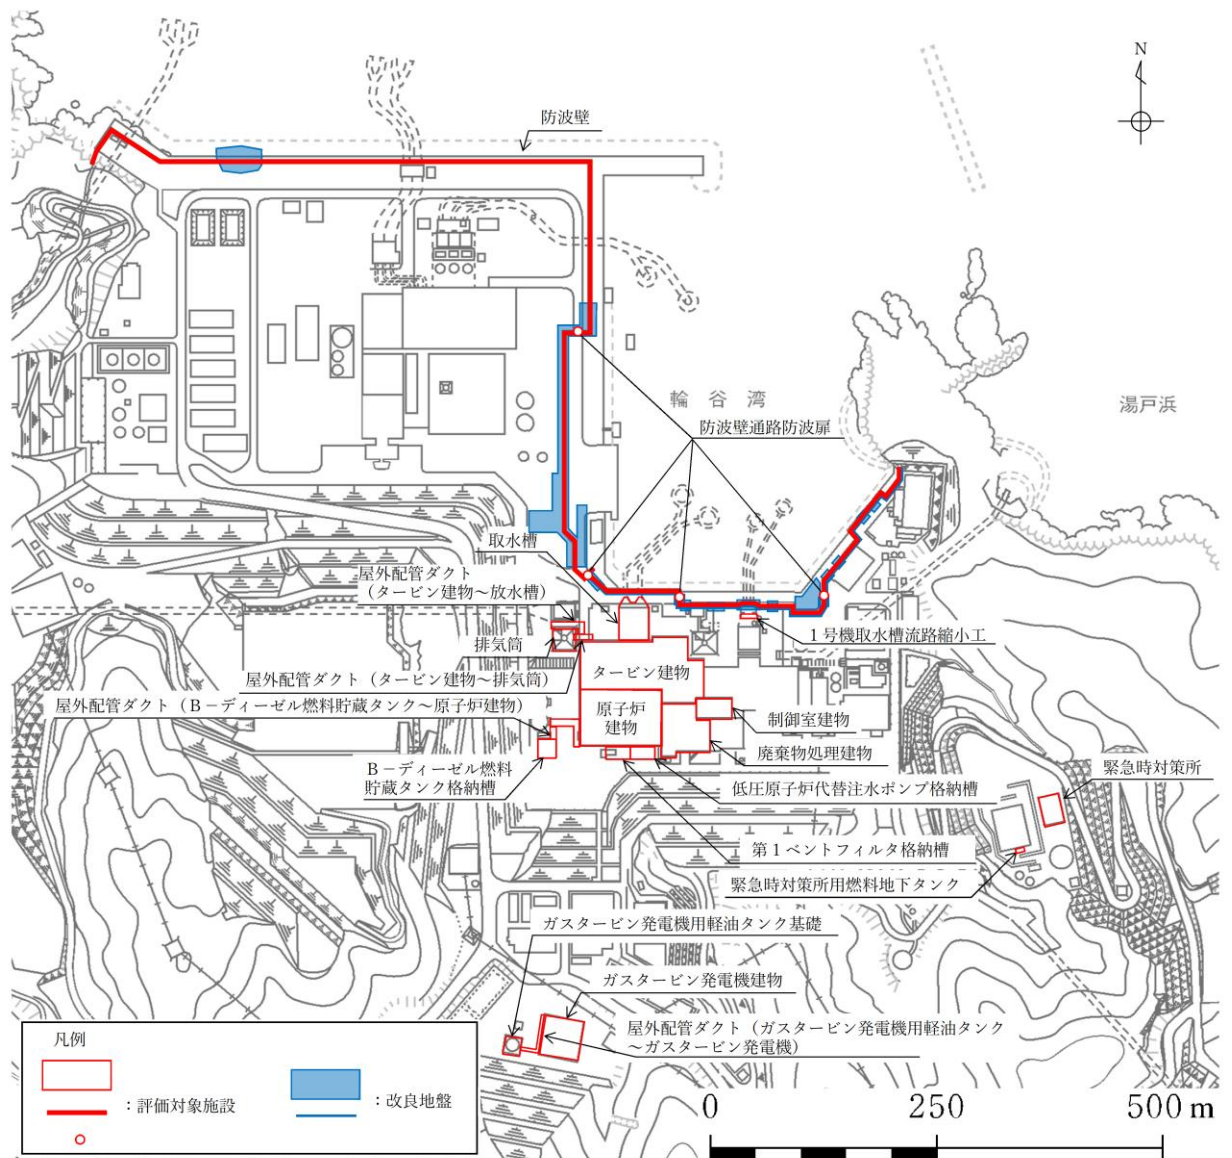 N
防波壁
輪谷湾
湯戸浜
防波壁通路防波扉
取水槽
屋外配管ダクト
(タービン建物~放水槽)
1号機取水槽流路縮小工
排気筒
タービン建物
屋外配管ダクト(タービン建物~排気筒)
屋外配管ダクト(B-ディーゼル燃料貯蔵タンク~原子炉建物)
原子炉
建物
制御室建物
廃棄物処理建物
緊急時対策所
B-ディーゼル燃料
貯蔵タンク格納槽
低圧原子炉代替注水ポンプ格納槽
第1ベントフィルタ格納槽
緊急時対策所用燃料地下タンク
ガスタービン発電機用軽油タンク基礎
ガスタービン発電機建物
屋外配管ダクト(ガスタービン発電機用軽油タンク
~ガスタービン発電機)
凡例
:評価対象施設
:改良地盤
0 250 500 m